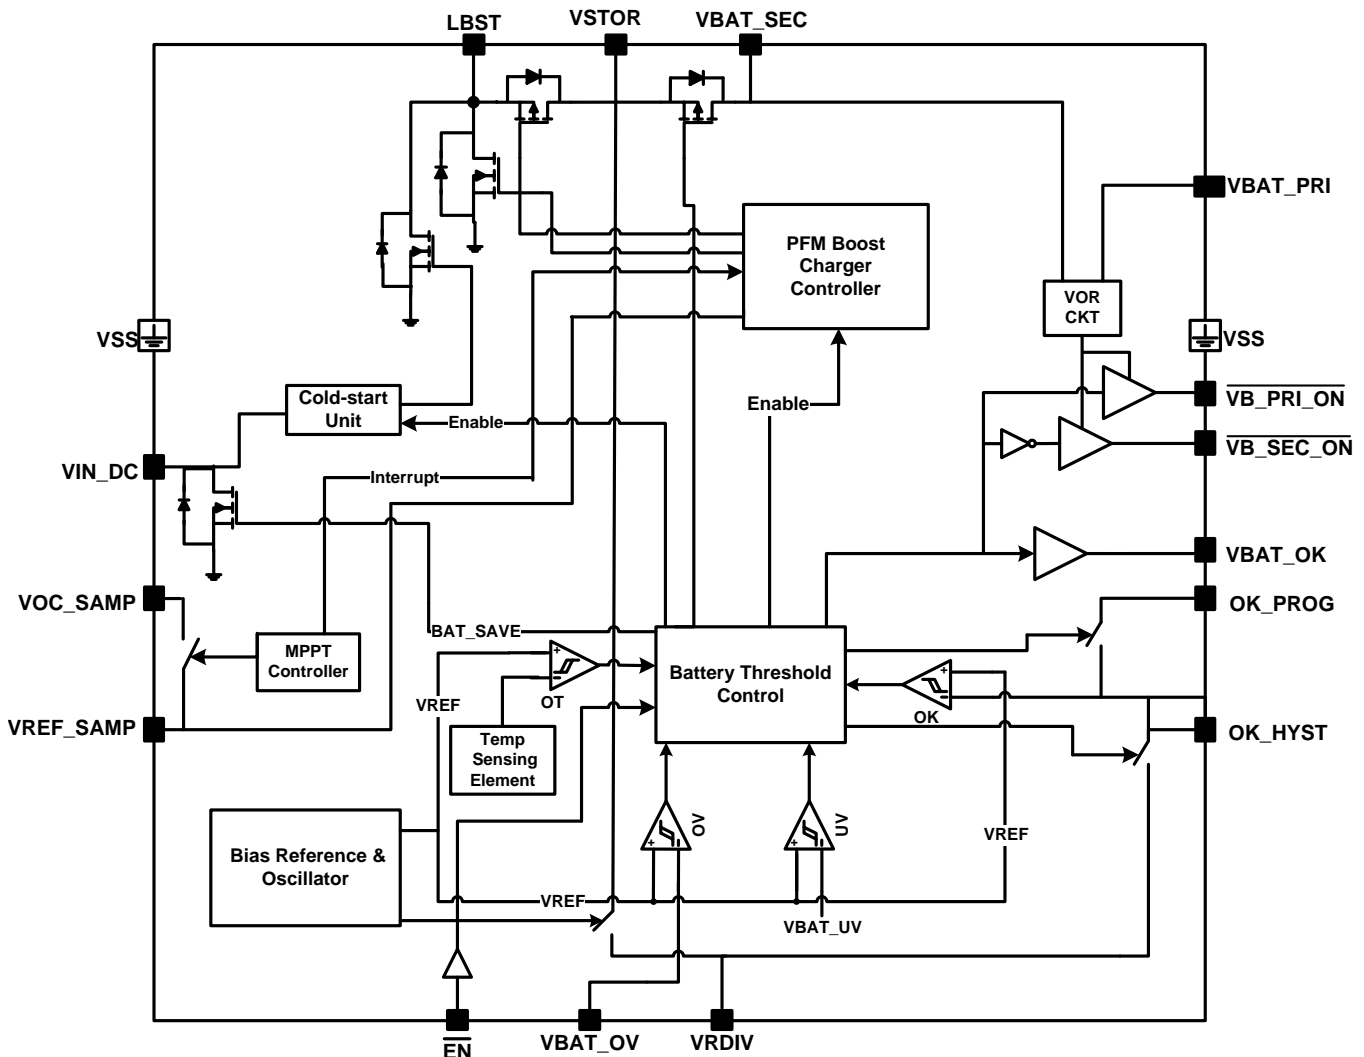 LBST
VSTOR
VBAT_SEC
VBAT_PRI
PFM Boost
Charger
Controller
VOR
CKT
VSS
VSS
Cold-start
Unit
Enable
Enable
VB_PRI_ON
VB_SEC_ON
VIN_DC
Interrupt
VBAT_OK
VOC_SAMP
OK_PROG
MPPT
Controller
BAT_SAVE
+
-
OT
Battery Threshold
Control
+
-
OK
VREF
VREF_SAMP
OK_HYST
Temp
Sensing
Element
Bias Reference &
Oscillator
+
-
OV
+
-
UV
VREF
VREF
VBAT_UV
EN
VBAT_OV
VRDIV